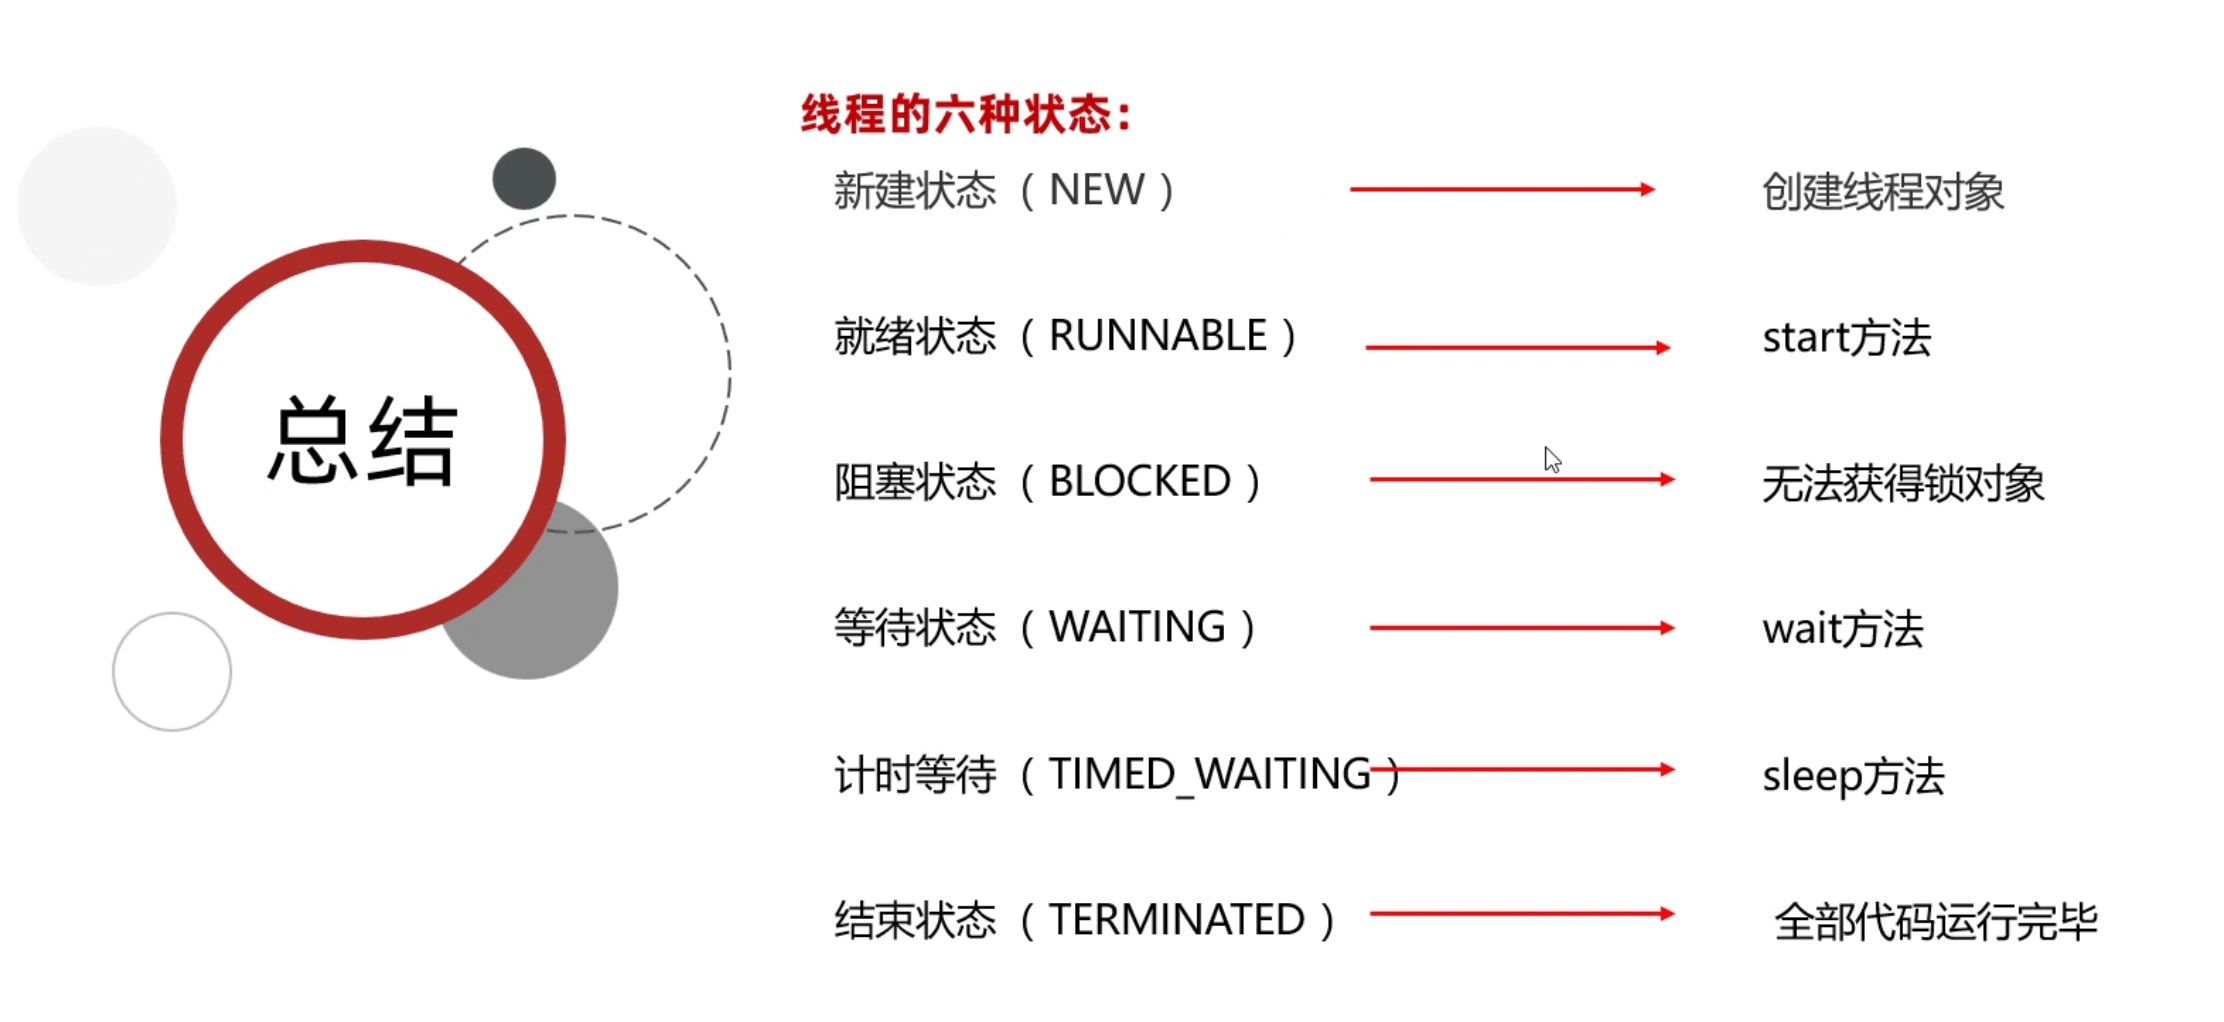 总结
线程的六种状态：
新建状态（NEW） 创建线程对象
就绪状态（RUNNABLE） start方法
阻塞状态（BLOCKED） 无法获得锁对象
等待状态（WAITING） wait方法
计时等待（TIMED_WAITING） sleep方法
结束状态（TERMINATED） 全部代码运行完毕